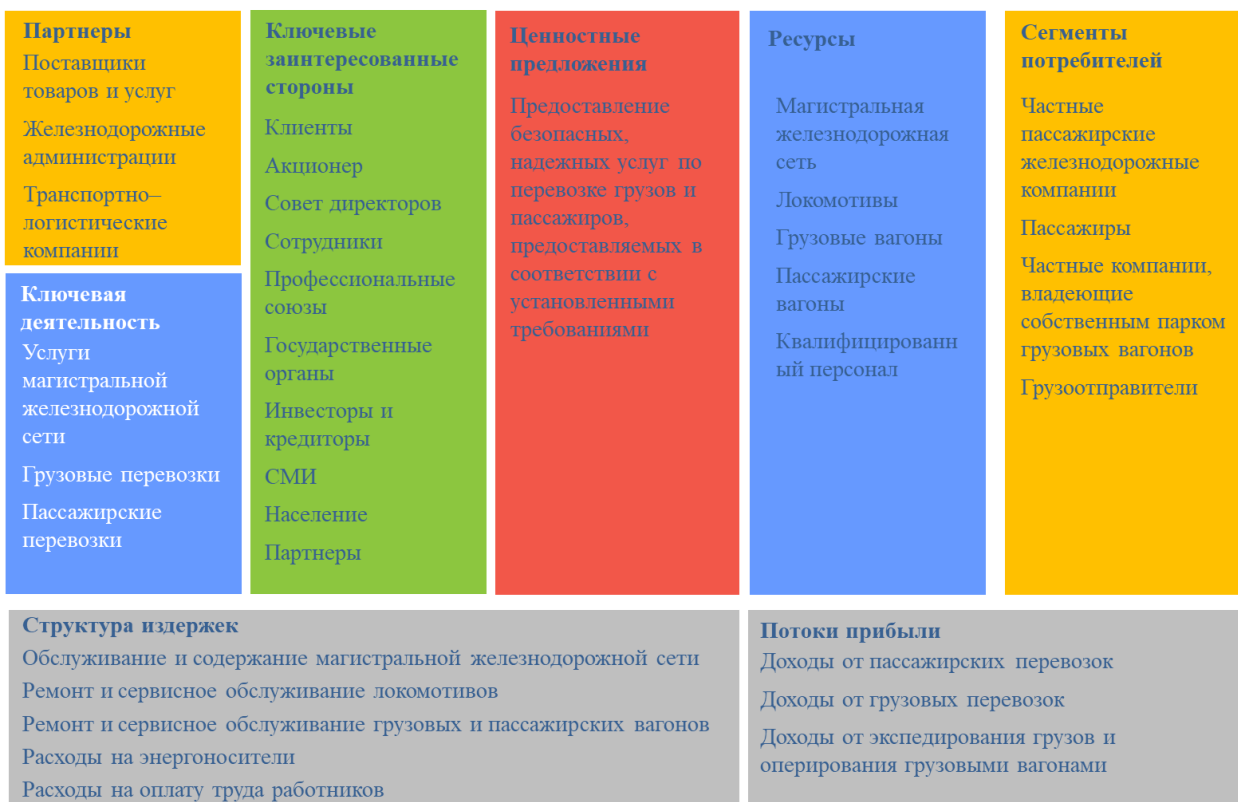 Партнеры
Поставщики
товаров и услуг
Железнодорожные
администрации
Транспортно–
логистические
компании
Ключевая
деятельность
Услуги
магистральной
железнодорожной
сети
Грузовые перевозки
Пассажирские
перевозки
Ключевые
заинтересованные
стороны
Клиенты
Акционер
Совет директоров
Сотрудники
Профессиональные
союзы
Государственные
органы
Инвесторы и
кредиторы
СМИ
Население
Партнеры
Ценностные
предложения
Предоставление
безопасных,
надежных услуг по
перевозке грузов и
пассажиров,
предоставляемых в
соответствии с
установленными
требованиями
Ресурсы
Магистральная
железнодорожная
сеть
Локомотивы
Грузовые вагоны
Пассажирские
вагоны
Квалифицированн
ый персонал
Сегменты
потребителей
Частные
пассажирские
железнодорожные
компании
Пассажиры
Частные компании,
владеющие
собственным парком
грузовых вагонов
Грузоотправители
Структура издержек
Обслуживание и содержание магистральной железнодорожной сети
Ремонт и сервисное обслуживание локомотивов
Ремонт и сервисное обслуживание грузовых и пассажирских вагонов
Расходы на энергоносители
Расходы на оплату труда работников
Потоки прибыли
Доходы от пассажирских перевозок
Доходы от грузовых перевозок
Доходы от экспедирования грузов и
оперирования грузовыми вагонами